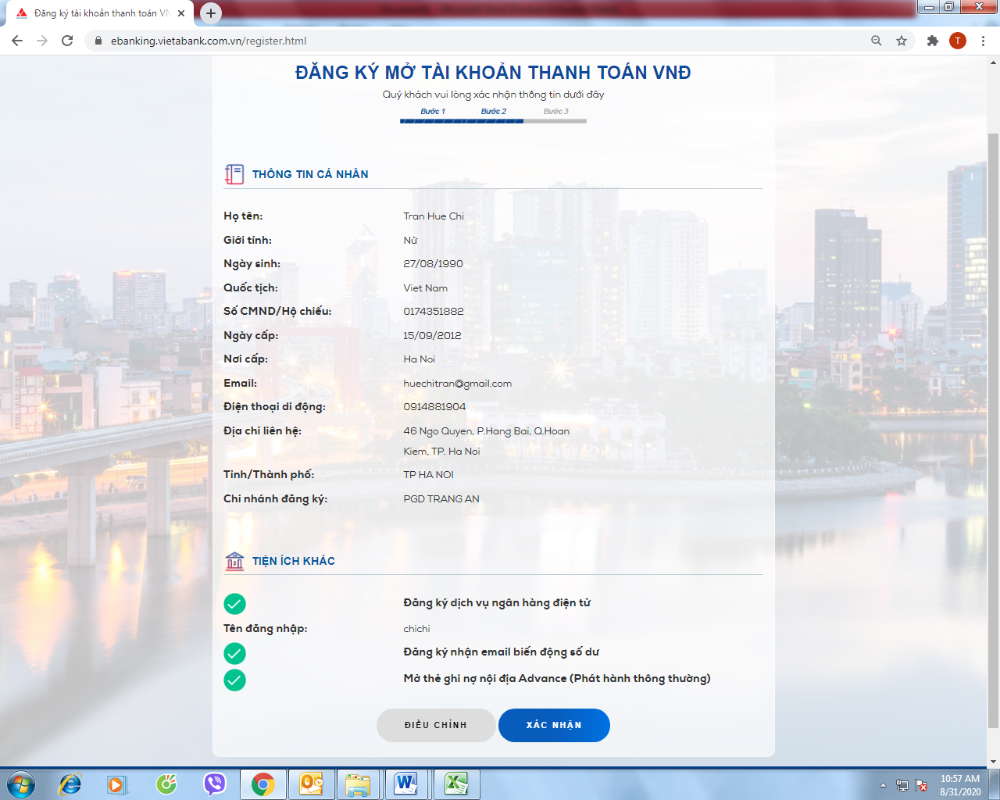 Đăng ký tài khoản thanh toán VN
ebanking.vietabank.com.vn/register.html
T
ĐĂNG KÝ MỞ TÀI KHOẢN THANH TOÁN VNĐ
Quý khách vui lòng xác nhận thông tin dưới đây
Bước 1 Bước 2 Bước 3
THÔNG TIN CÁ NHÂN
Họ tên: Tran Hue Chi
Giới tính: Nữ
Ngày sinh: 27/08/1990
Quốc tịch: Viet Nam
Số CMND/Hộ chiếu: 0174351882
Ngày cấp: 15/09/2012
Nơi cấp: Ha Noi
Email: huechitran@gmail.com
Điện thoại di động: 0914881904
Địa chỉ liên hệ: 46 Ngo Quyen, P.Hang Bai, Q.Hoan
Kiem, TP. Ha Noi
Tỉnh/Thành phố: TP HA NOI
Chi nhánh đăng ký: PGD TRANG AN
TIỆN ÍCH KHÁC
Đăng ký dịch vụ ngân hàng điện tử
Tên đăng nhập: chichi
Đăng ký nhận email biến động số dư
Mở thẻ ghi nợ nội địa Advance (Phát hành thông thường)
ĐIỀU CHỈNH XÁC NHẬN
10:57 AM
8/31/2020